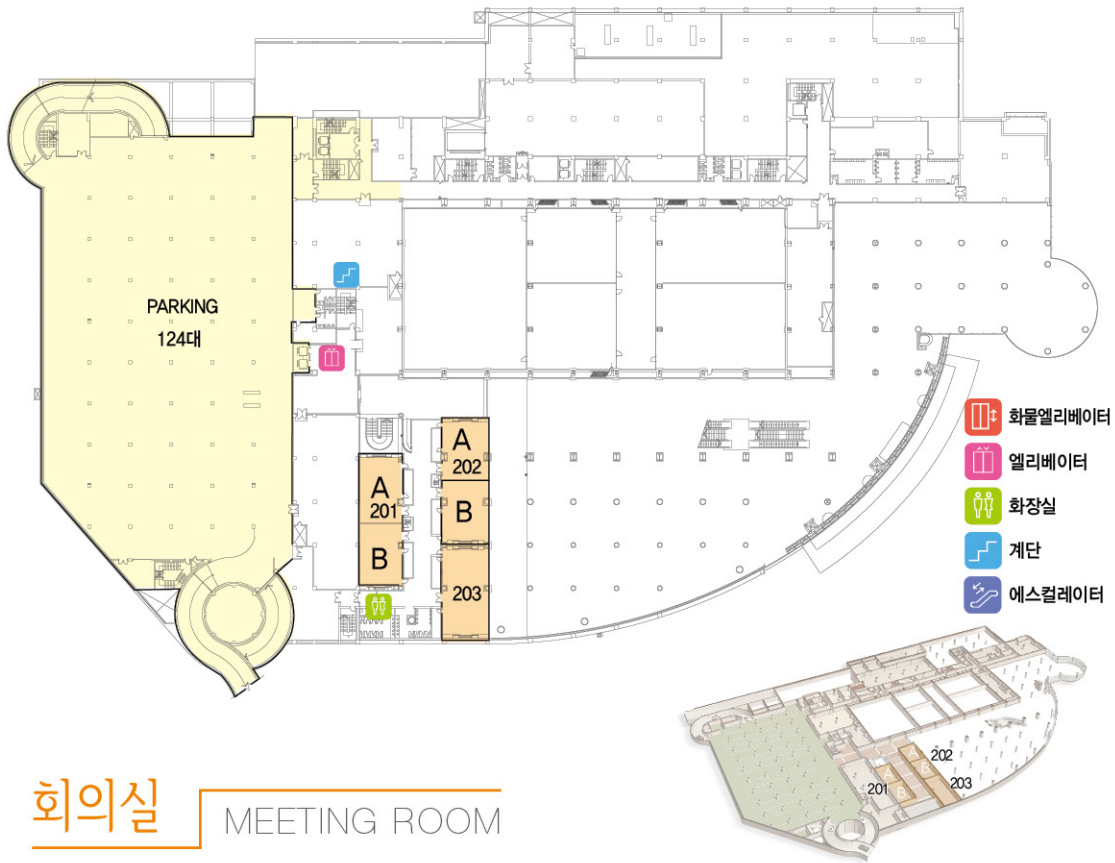 PARKING
124대
A
202
A
201
B
B
203
화물엘리베이터
엘리베이터
화장실
계단
에스컬레이터
202
A
B
203
201
A
B
회의실
MEETING ROOM